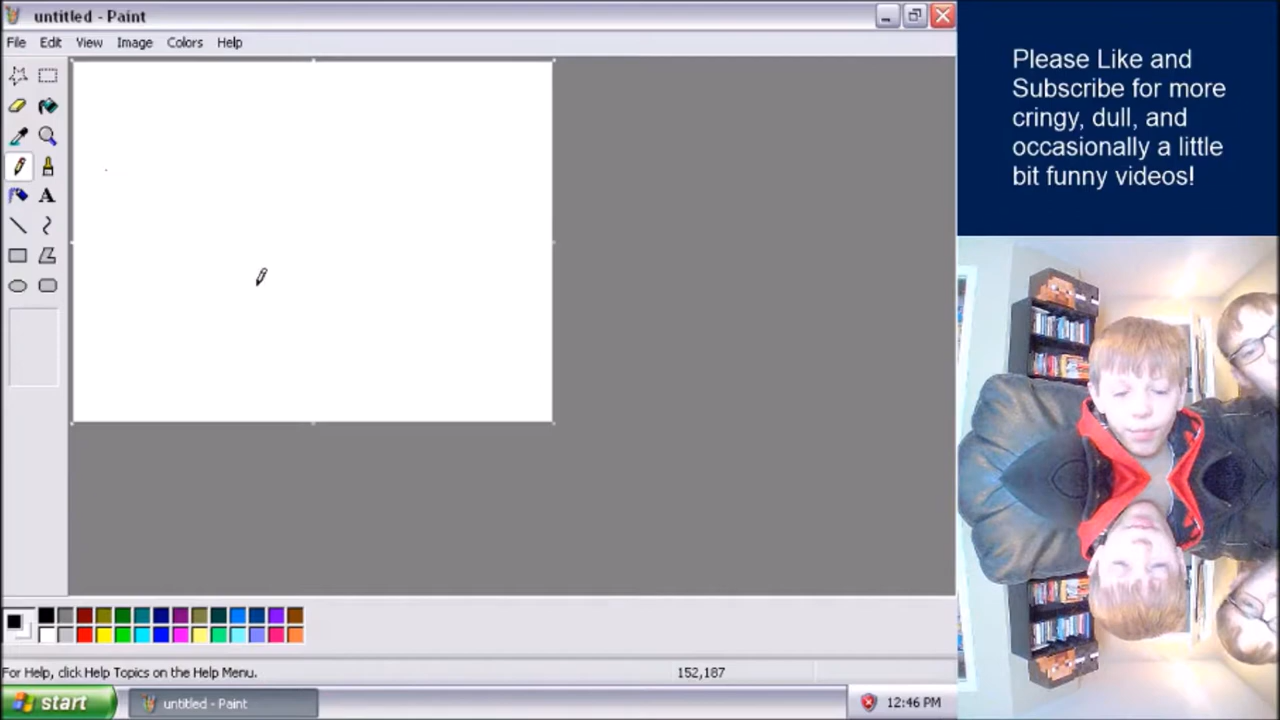 untitled - Paint
File Edit View Image Colors Help
Please Like and
Subscribe for more
cringy, dull, and
occasionally a little
bit funny videos!
A
For Help, click Help Topics on the Help Menu.
152,187
start
untitled - Paint
12:46 PM